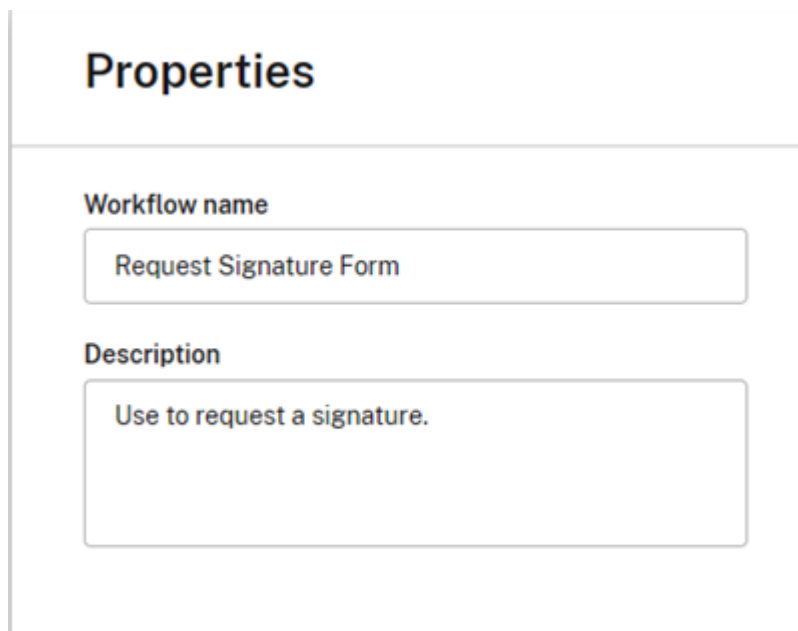 Properties
Workflow name
Request Signature Form
Description
Use to request a signature.